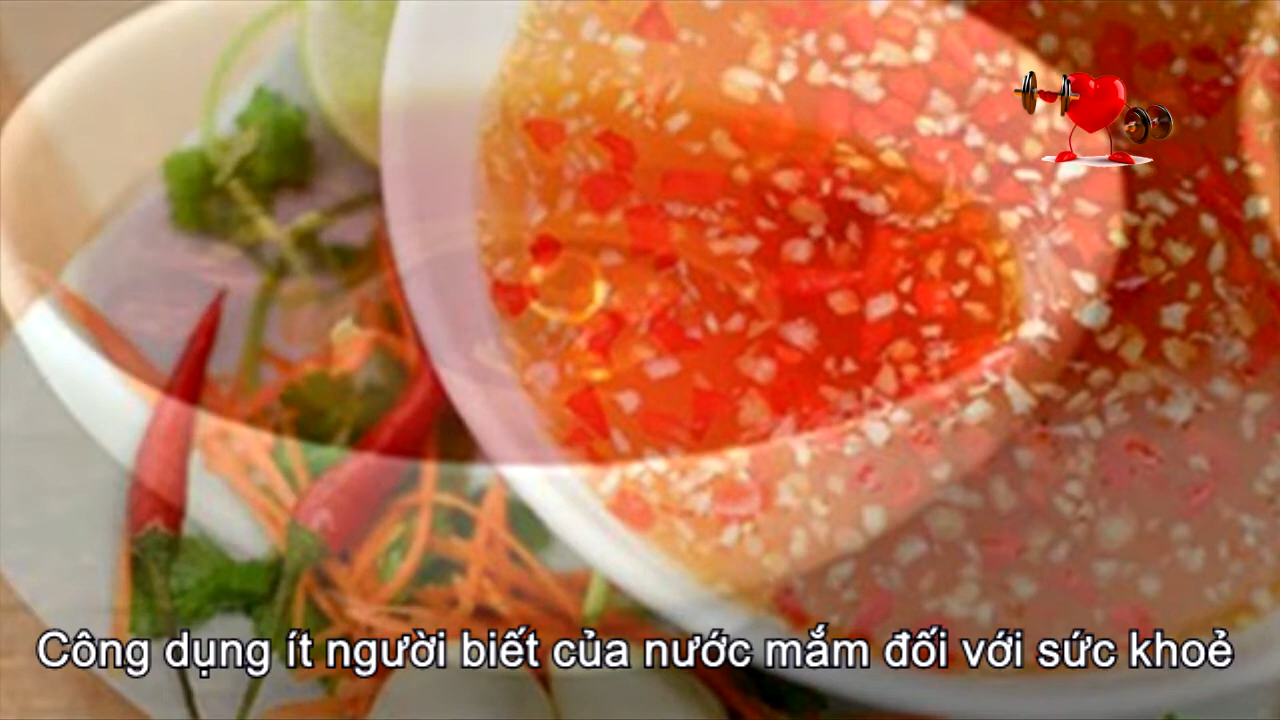 Công dụng ít người biết của nước mắm đối với sức khoẻ